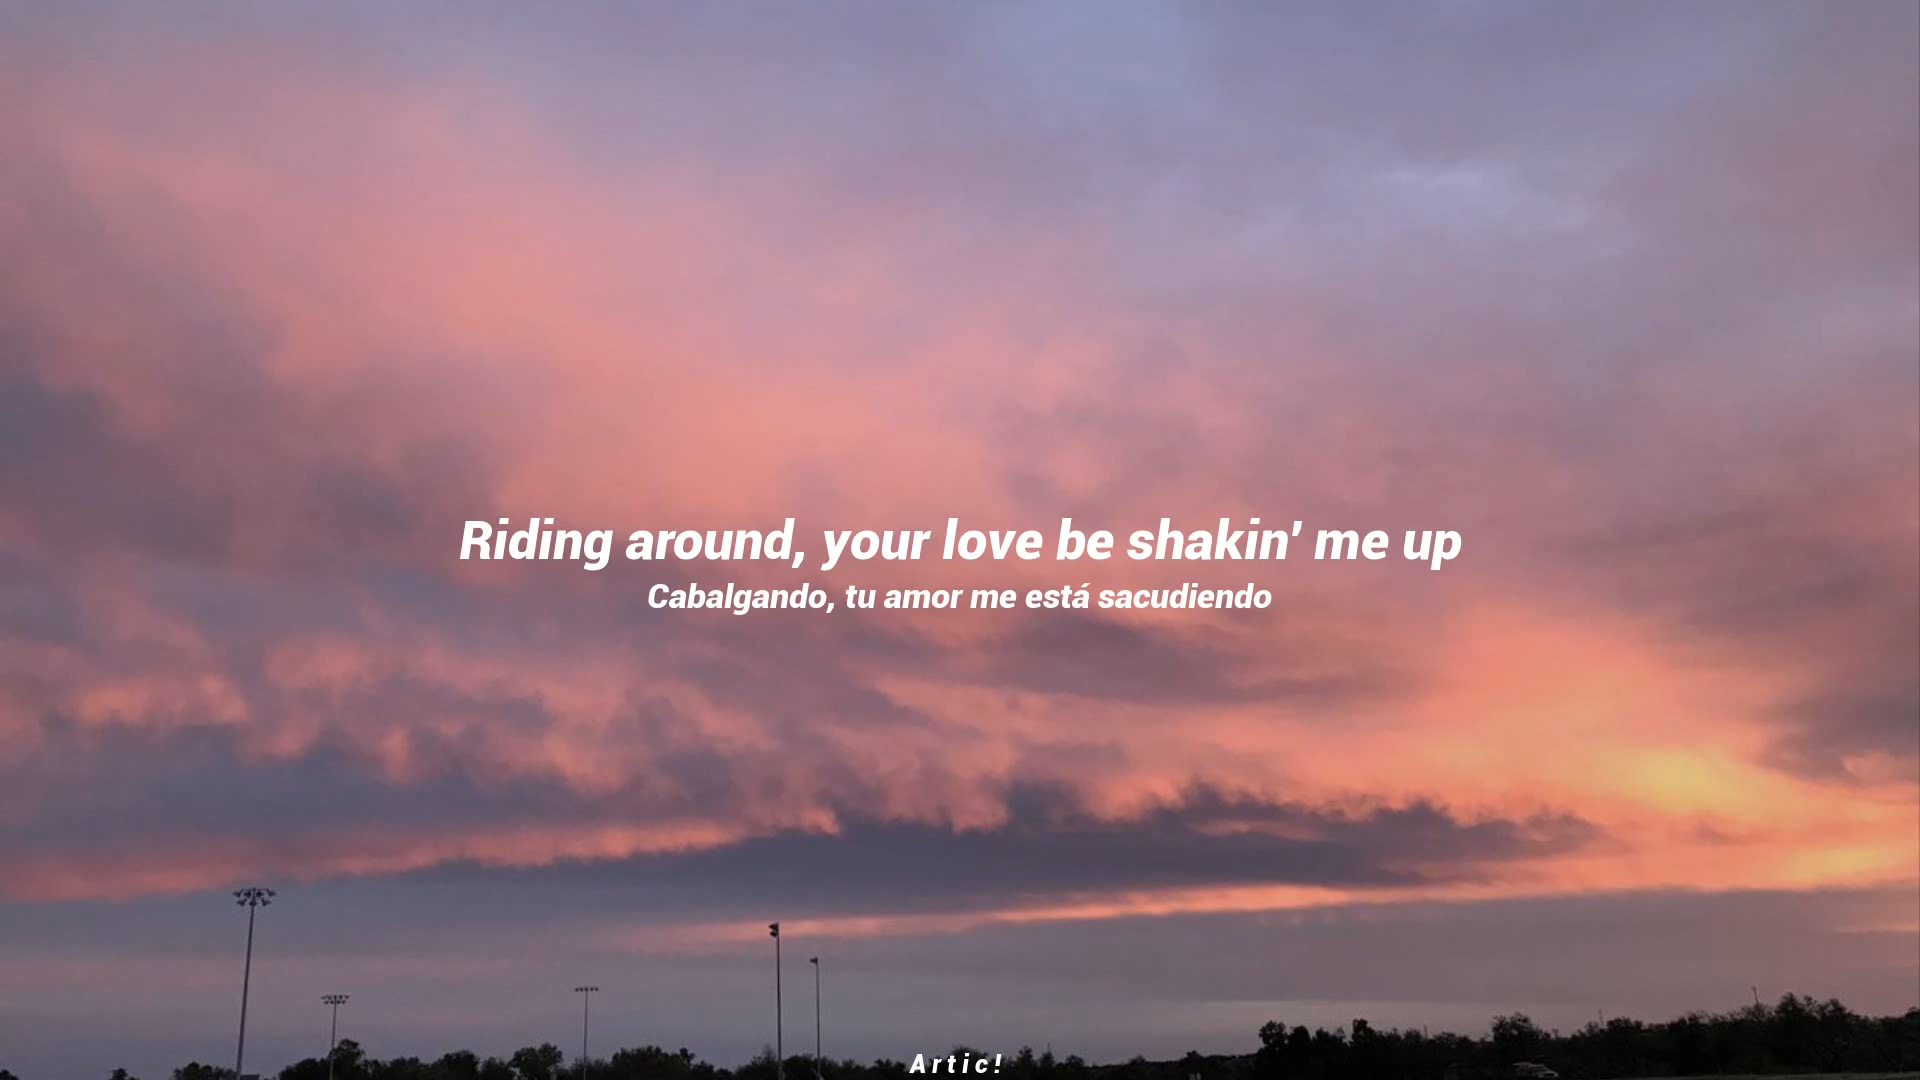 Riding around, your love be shakin' me up
Cabalgando, tu amor me está sacudiendo
Artic!